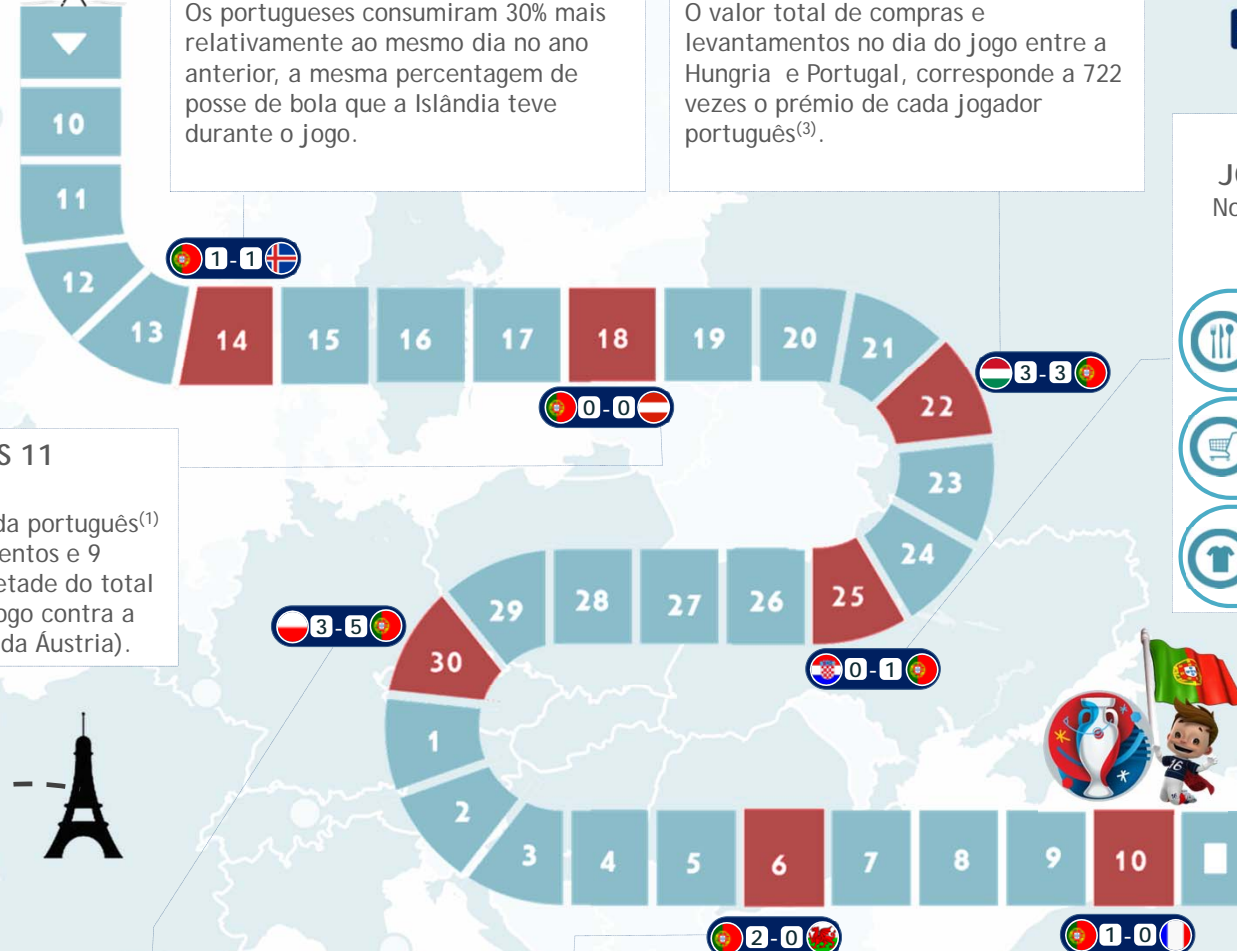 Os portugueses consumiram 30% mais
relativamente ao mesmo dia no ano
anterior, a mesma percentagem de
posse de bola que a Islândia teve
durante o jogo.
O valor total de compras e
levantamentos no dia do jogo entre a
Hungria e Portugal, corresponde a 722
vezes o prémio de cada jogador
português(3).
10
11
12
13
1-1
14
15
16
17
18
19
20
21
22
3-3
0-0
23
24
25
26
27
28
29
30
S 11
da português(1)
entos e 9
etade do total
ogo contra a
da Áustria).
3-5
0-1
1
2
3
4
5
6
7
8
9
10
16
2-0
1-0